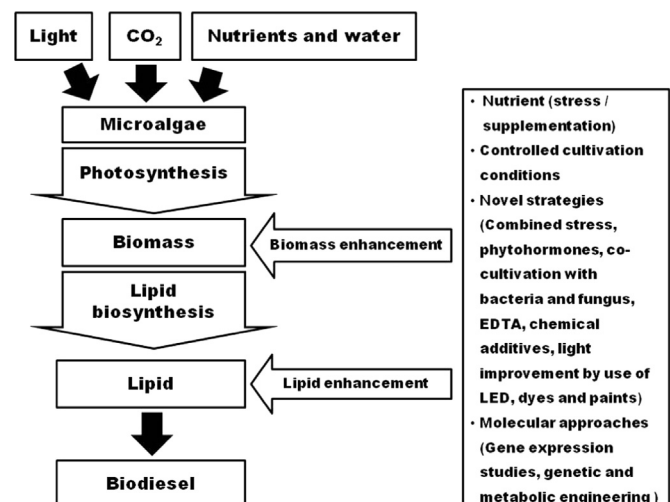 Light
CO₂
Nutrients and water
Microalgae
Photosynthesis
Biomass
Biomass enhancement
Lipid
biosynthesis
Lipid
Lipid enhancement
Biodiesel
• Nutrient (stress /
supplementation)
• Controlled cultivation
conditions
• Novel strategies
(Combined stress,
phytohormones, co-
cultivation with
bacteria and fungus,
EDTA, chemical
additives, light
improvement by use of
LED, dyes and paints)
• Molecular approaches
(Gene expression
studies, genetic and
metabolic engineering )